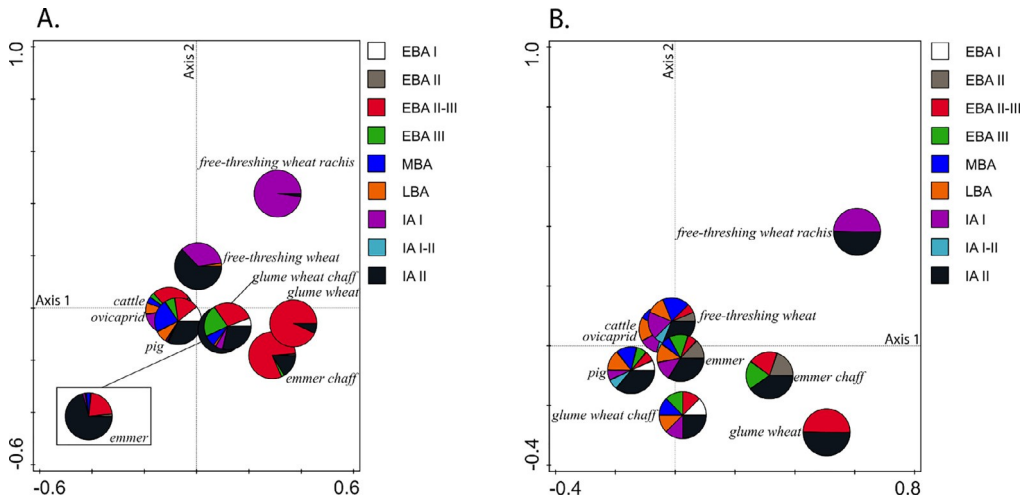 A.
1.0
Axis 2
free-threshing wheat rachis
free-threshing wheat
glume wheat chaff
glume wheat
Axis 1
cattle
ovicaprid
pig
emmer chaff
emmer
-0.6
-0.6
0.6
EBA I
EBA II
EBA II-III
EBA III
MBA
LBA
IA I
IA I-II
IA II
B.
1.0
Axis 2
free-threshing wheat rachis
free-threshing wheat
cattle
ovicaprid
Axis 1
emmer
pig
emmer chaff
glume wheat chaff
glume wheat
-0.4
-0.4
0.8
EBA I
EBA II
EBA II-III
EBA III
MBA
LBA
IA I
IA I-II
IA II